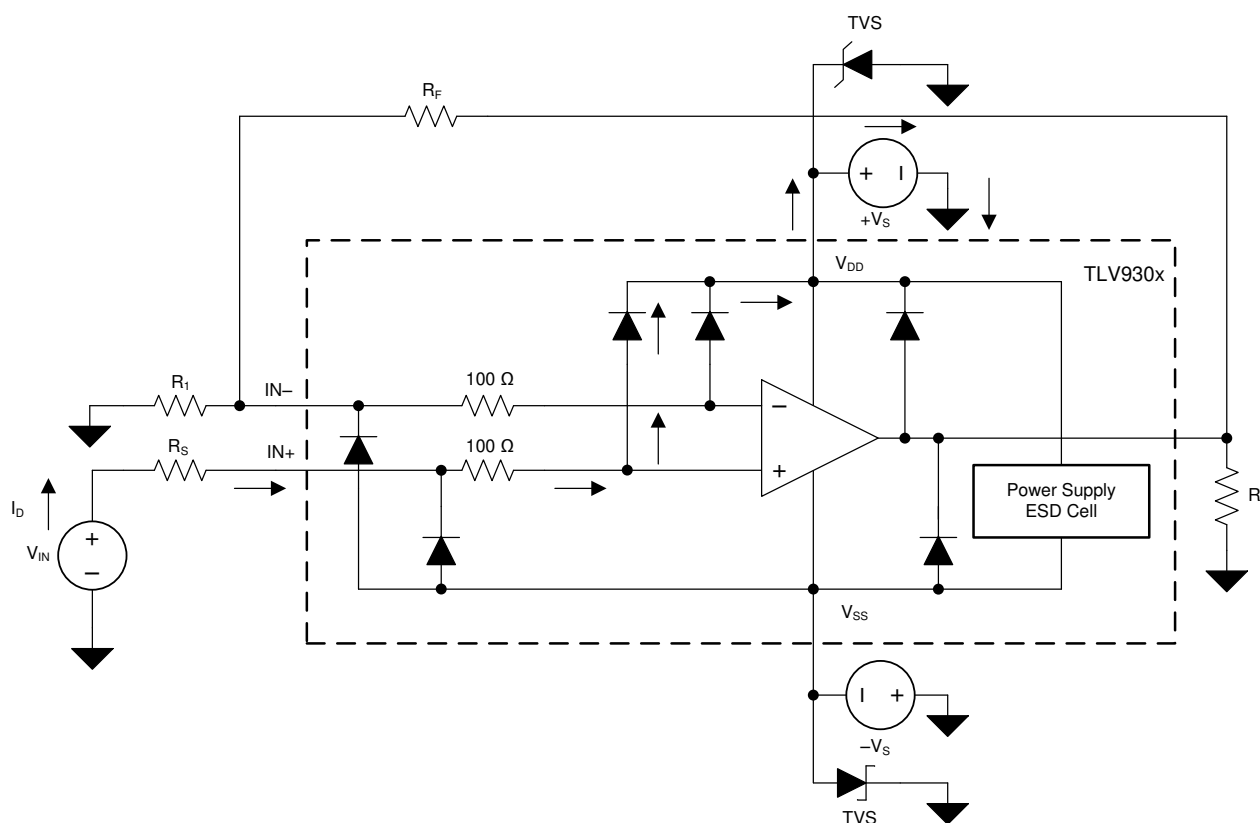 TVS
R_F
+ I
+V_S
V_DD
TLV930x
R_1
IN–
100 Ω
–
R_S
IN+
100 Ω
+
I_D
V_IN
+
–
Power Supply
ESD Cell
R
V_SS
I +
–V_S
TVS